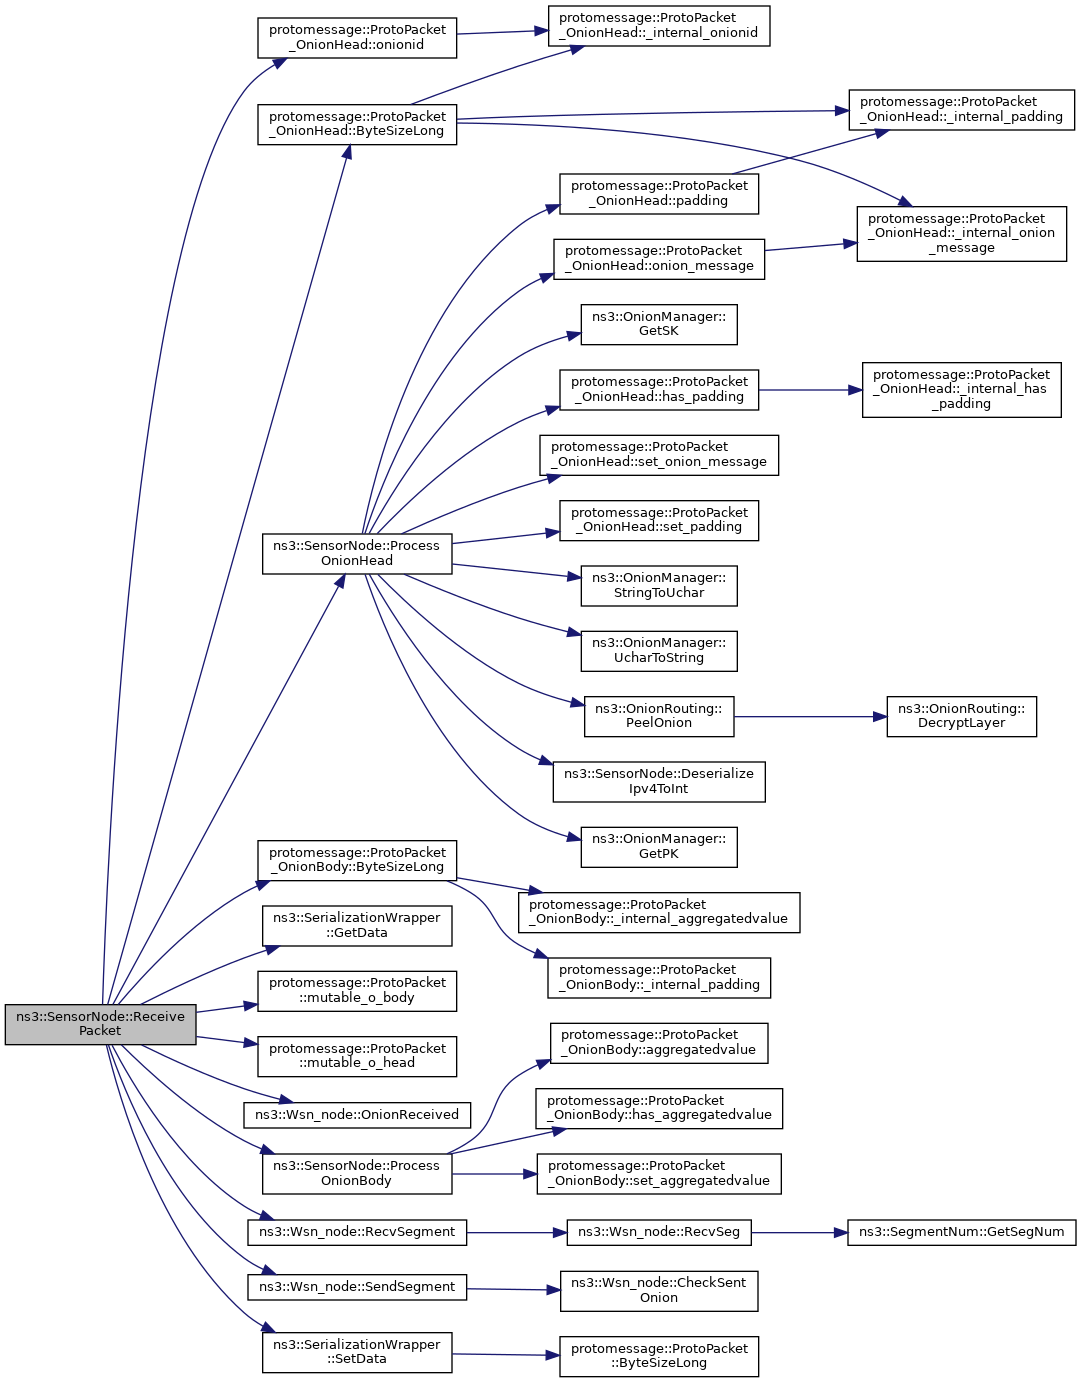 protomessage::ProtoPacket
_OnionHead::onionid
protomessage::ProtoPacket
_OnionHead::_internal_onionid
protomessage::ProtoPacket
_OnionHead::ByteSizeLong
protomessage::ProtoPacket
_OnionHead::_internal_padding
protomessage::ProtoPacket
_OnionHead::padding
protomessage::ProtoPacket
_OnionHead::_internal_onion
_message
protomessage::ProtoPacket
_OnionHead::onion_message
ns3::OnionManager::
GetSK
protomessage::ProtoPacket
_OnionHead::has_padding
protomessage::ProtoPacket
_OnionHead::_internal_has
_padding
protomessage::ProtoPacket
_OnionHead::set_onion_message
protomessage::ProtoPacket
_OnionHead::set_padding
ns3::SensorNode::Process
OnionHead
ns3::OnionManager::
StringToUchar
ns3::OnionManager::
UcharToString
ns3::OnionRouting::
PeelOnion
ns3::OnionRouting::
DecryptLayer
ns3::SensorNode::Deserialize
Ipv4ToInt
ns3::OnionManager::
GetPK
protomessage::ProtoPacket
_OnionBody::ByteSizeLong
protomessage::ProtoPacket
_OnionBody::_internal_aggregatedvalue
ns3::SerializationWrapper
::GetData
protomessage::ProtoPacket
_OnionBody::_internal_padding
protomessage::ProtoPacket
::mutable_o_body
ns3::SensorNode::Receive
Packet
protomessage::ProtoPacket
::mutable_o_head
protomessage::ProtoPacket
_OnionBody::aggregatedvalue
ns3::Wsn_node::OnionReceived
protomessage::ProtoPacket
_OnionBody::has_aggregatedvalue
ns3::SensorNode::Process
OnionBody
protomessage::ProtoPacket
_OnionBody::set_aggregatedvalue
ns3::Wsn_node::RecvSegment
ns3::Wsn_node::RecvSeg
ns3::SegmentNum::GetSegNum
ns3::Wsn_node::SendSegment
ns3::Wsn_node::CheckSent
Onion
ns3::SerializationWrapper
::SetData
protomessage::ProtoPacket
::ByteSizeLong